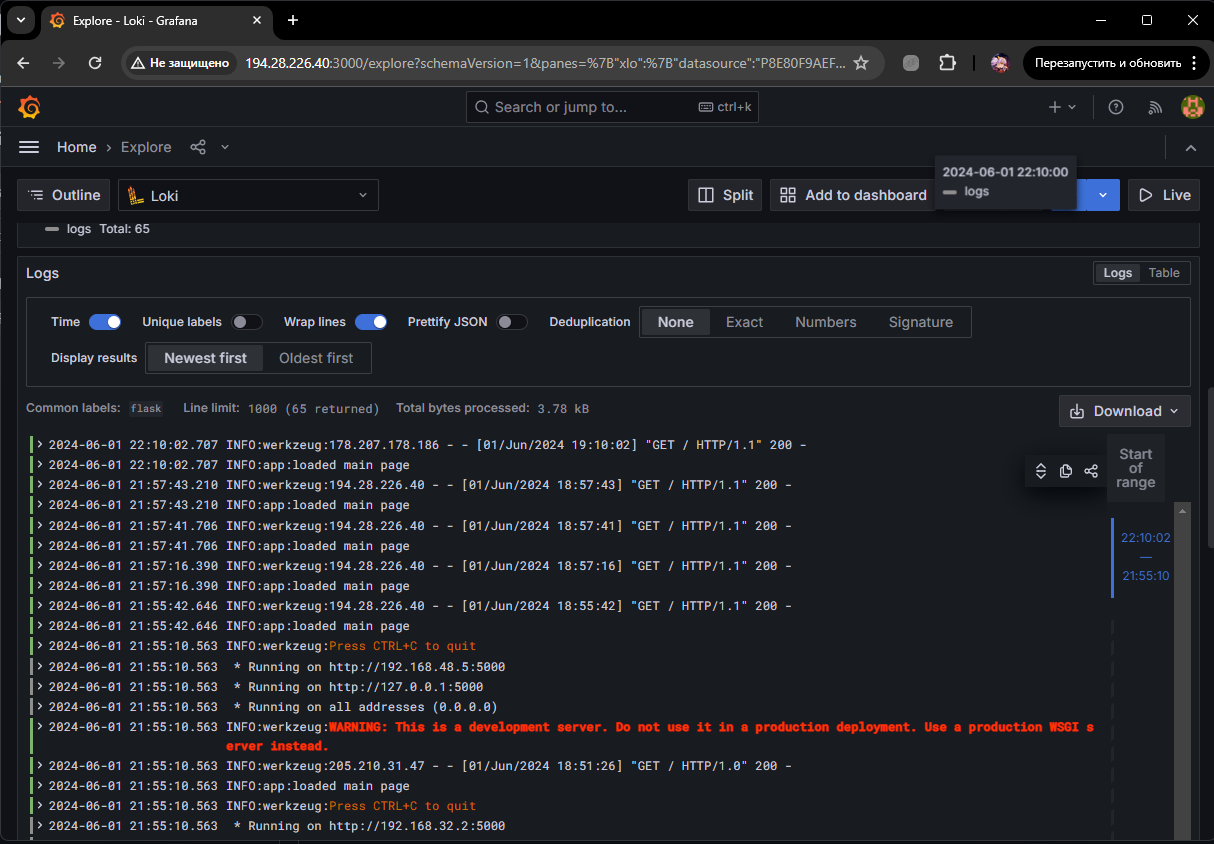 Explore - Loki - Grafana
Не защищено 194.28.226.40:3000/explore?schemaVersion=1&panes=%7B"xlo":%7B"datasource":"P8E80F9AEF... Перезапустить и обновить
Search or jump to... ctrl+k
Home Explore
Outline Loki Split Add to dashboard Live
2024-06-01 22:10:00
logs
logs Total: 65
Logs Logs Table
Time Unique labels Wrap lines Prettify JSON Deduplication None Exact Numbers Signature
Display results Newest first Oldest first
Common labels: flask Line limit: 1000 (65 returned) Total bytes processed: 3.78 kB Download
2024-06-01 22:10:02.707 INFO:werkzeug:178.207.178.186 - - [01/Jun/2024 19:10:02] "GET / HTTP/1.1" 200 -
2024-06-01 22:10:02.707 INFO:app:loaded main page
2024-06-01 21:57:43.210 INFO:werkzeug:194.28.226.40 - - [01/Jun/2024 18:57:43] "GET / HTTP/1.1" 200 -
2024-06-01 21:57:43.210 INFO:app:loaded main page
2024-06-01 21:57:41.706 INFO:werkzeug:194.28.226.40 - - [01/Jun/2024 18:57:41] "GET / HTTP/1.1" 200 -
2024-06-01 21:57:41.706 INFO:app:loaded main page
2024-06-01 21:57:16.390 INFO:werkzeug:194.28.226.40 - - [01/Jun/2024 18:57:16] "GET / HTTP/1.1" 200 -
2024-06-01 21:57:16.390 INFO:app:loaded main page
2024-06-01 21:55:42.646 INFO:werkzeug:194.28.226.40 - - [01/Jun/2024 18:55:42] "GET / HTTP/1.1" 200 -
2024-06-01 21:55:42.646 INFO:app:loaded main page
2024-06-01 21:55:10.563 INFO:werkzeug:Press CTRL+C to quit
2024-06-01 21:55:10.563 * Running on http://192.168.48.5:5000
2024-06-01 21:55:10.563 * Running on http://127.0.0.1:5000
2024-06-01 21:55:10.563 * Running on all addresses (0.0.0.0)
2024-06-01 21:55:10.563 INFO:werkzeug:WARNING: This is a development server. Do not use it in a production deployment. Use a production WSGI s
erver instead.
2024-06-01 21:55:10.563 INFO:werkzeug:205.210.31.47 - - [01/Jun/2024 18:51:26] "GET / HTTP/1.0" 200 -
2024-06-01 21:55:10.563 INFO:app:loaded main page
2024-06-01 21:55:10.563 INFO:werkzeug:Press CTRL+C to quit
2024-06-01 21:55:10.563 * Running on http://192.168.32.2:5000
Start
of
range
22:10:02
—
21:55:10